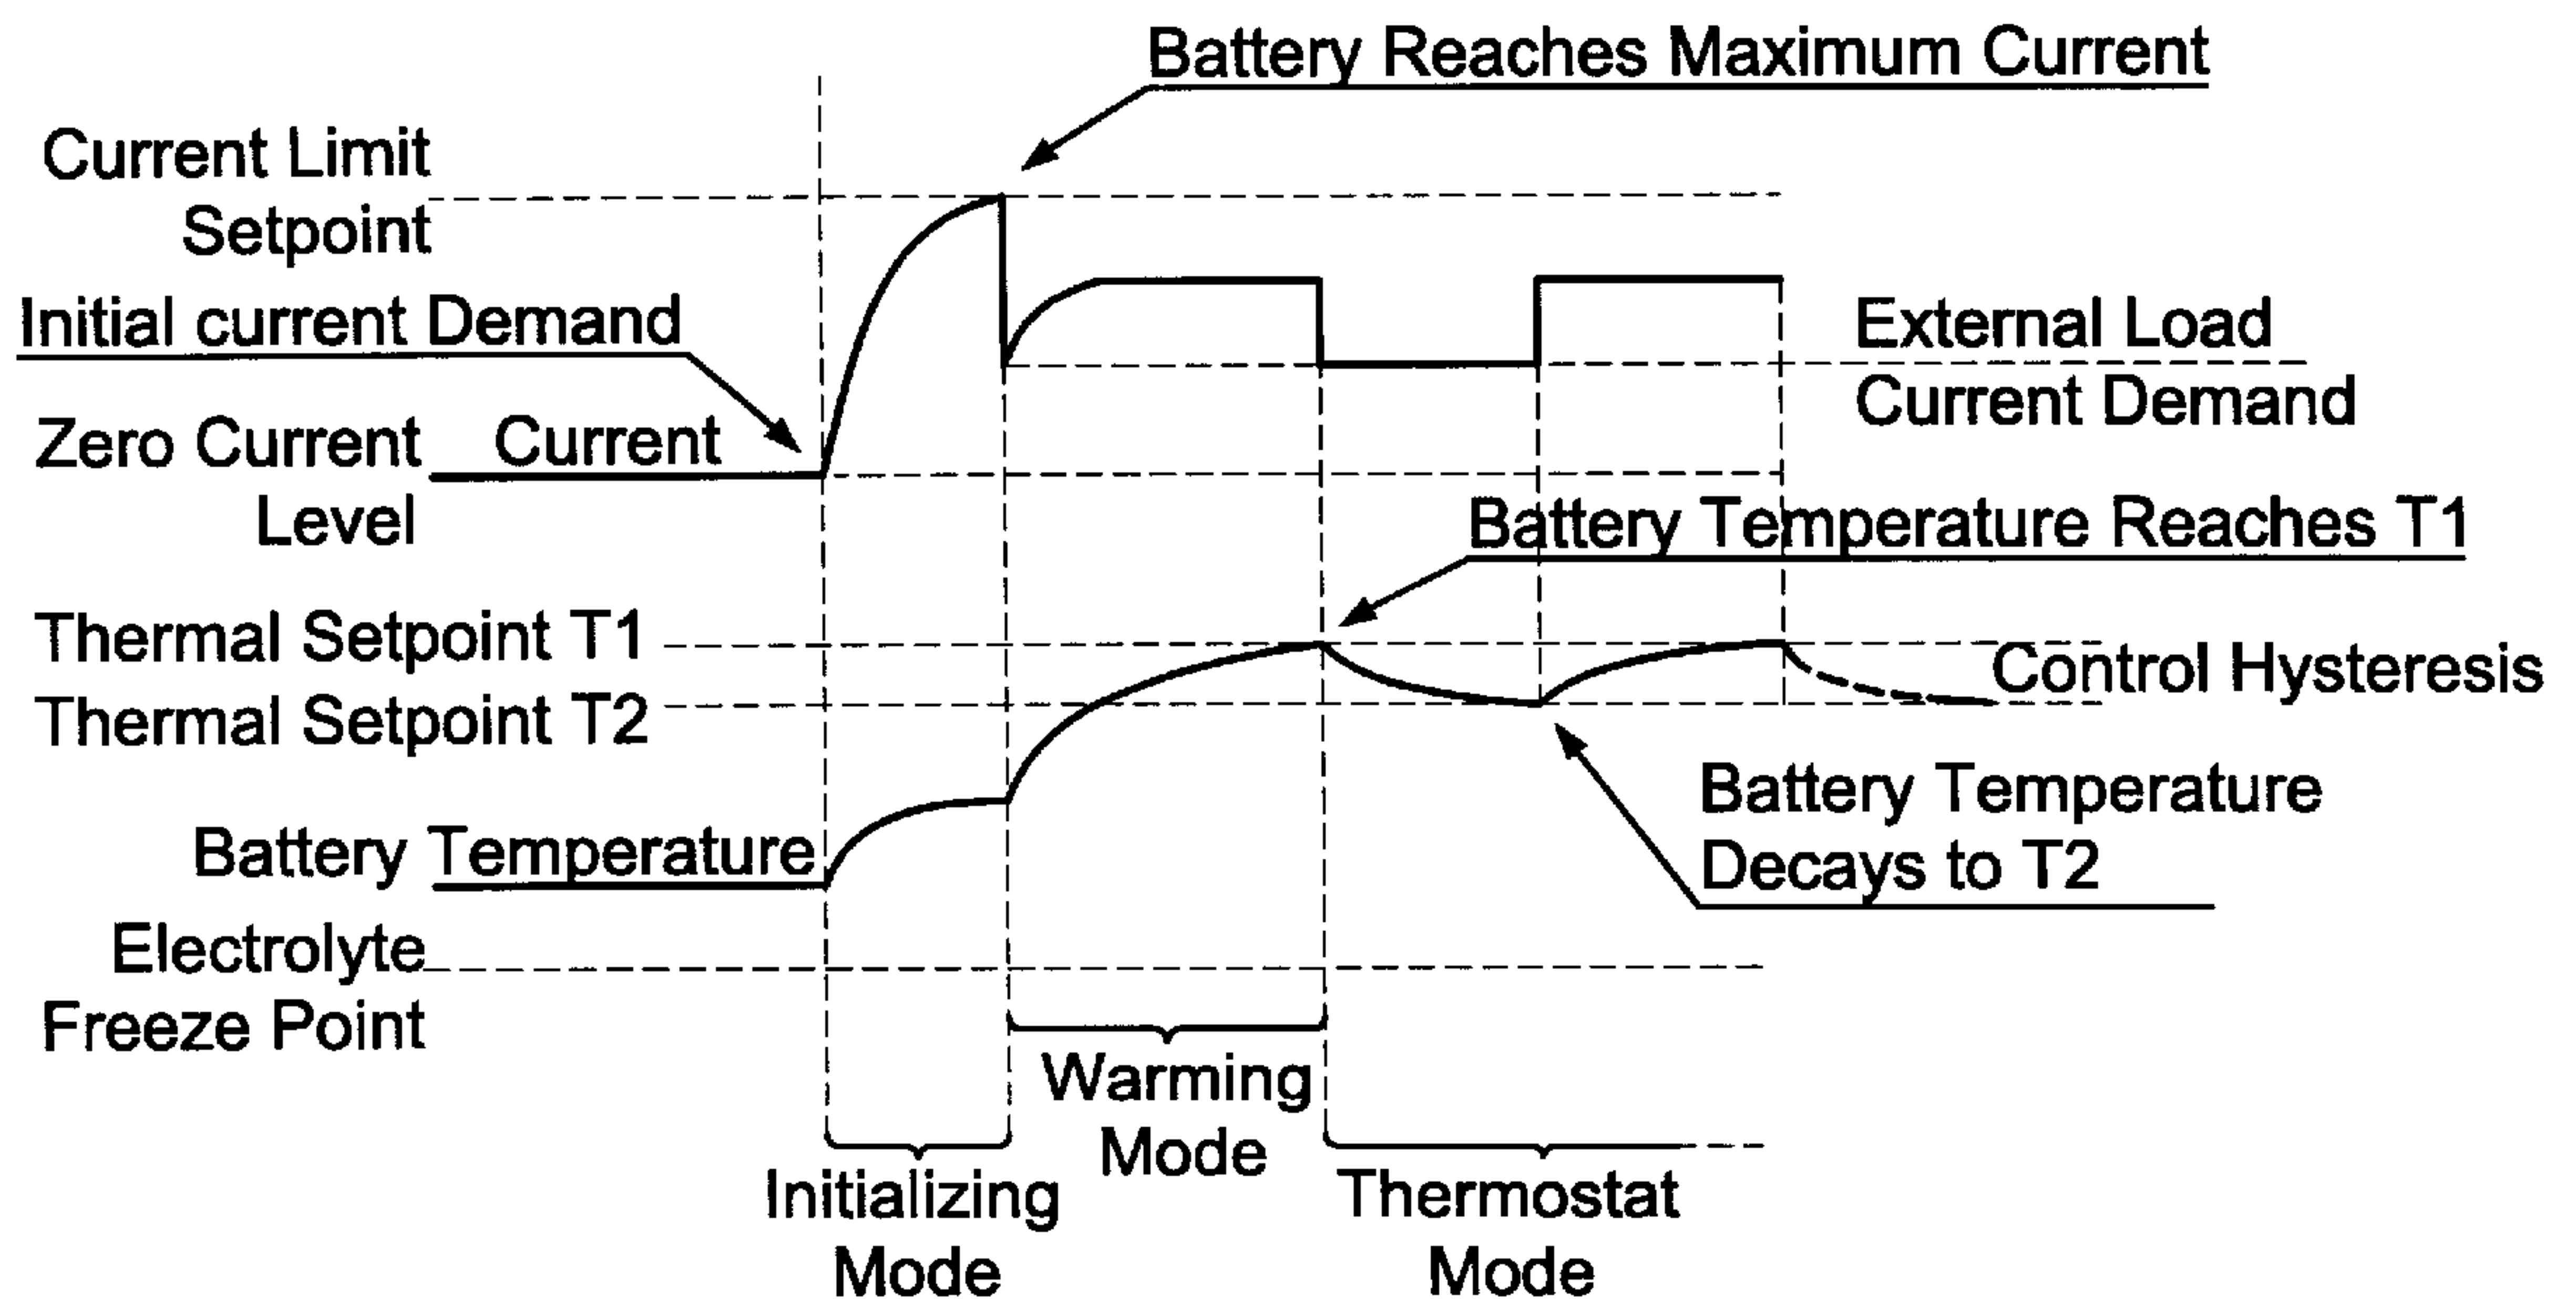 Battery Reaches Maximum Current
Current Limit
Setpoint
Initial current Demand
External Load
Current Demand
Zero Current
Level
Current
Battery Temperature Reaches T1
Thermal Setpoint T1
Control Hysteresis
Thermal Setpoint T2
Battery Temperature
Decays to T2
Battery Temperature
Electrolyte
Freeze Point
Warming
Mode
Initializing
Mode
Thermostat
Mode